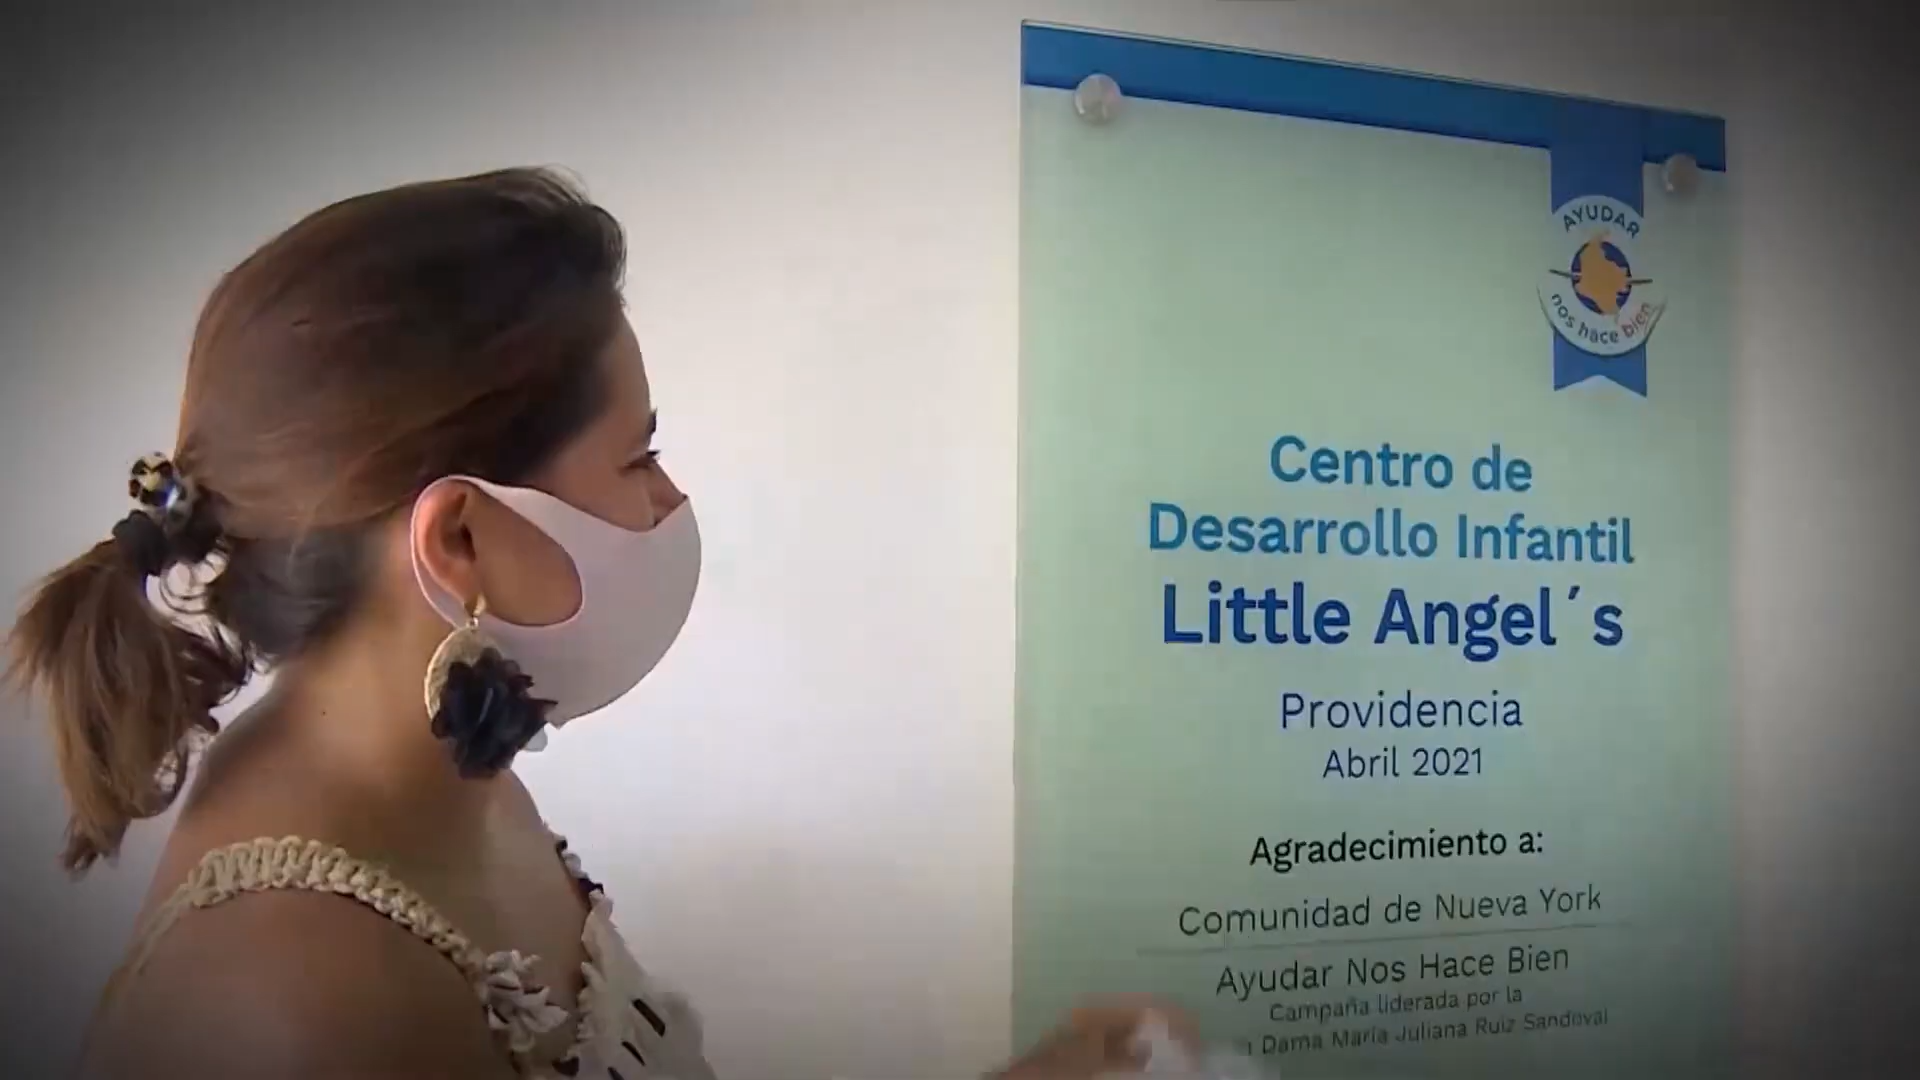 AYUDAR
nos hace bien
Centro de
Desarrollo Infantil
Little Angel´s
Providencia
Abril 2021
Agradecimiento a:
Comunidad de Nueva York
Ayudar Nos Hace Bien
Campaña liderada por la
Dama María Juliana Ruiz Sandoval